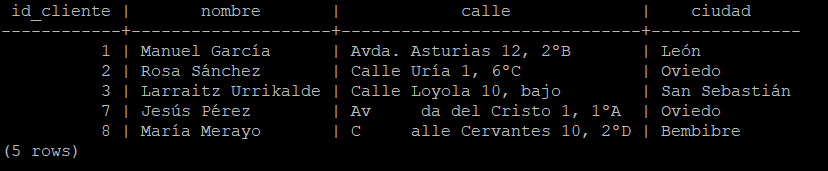 id_cliente | nombre | calle | ciudad
------------+--------------------+------------------------------+---------------
1 | Manuel García | Avda. Asturias 12, 2ºB | León
2 | Rosa Sánchez | Calle Uría 1, 6ºC | Oviedo
3 | Larraitz Urrikalde | Calle Loyola 10, bajo | San Sebastián
7 | Jesús Pérez | Av     da del Cristo 1, 1ºA | Oviedo
8 | María Merayo | C     alle Cervantes 10, 2ºD | Bembibre
(5 rows)